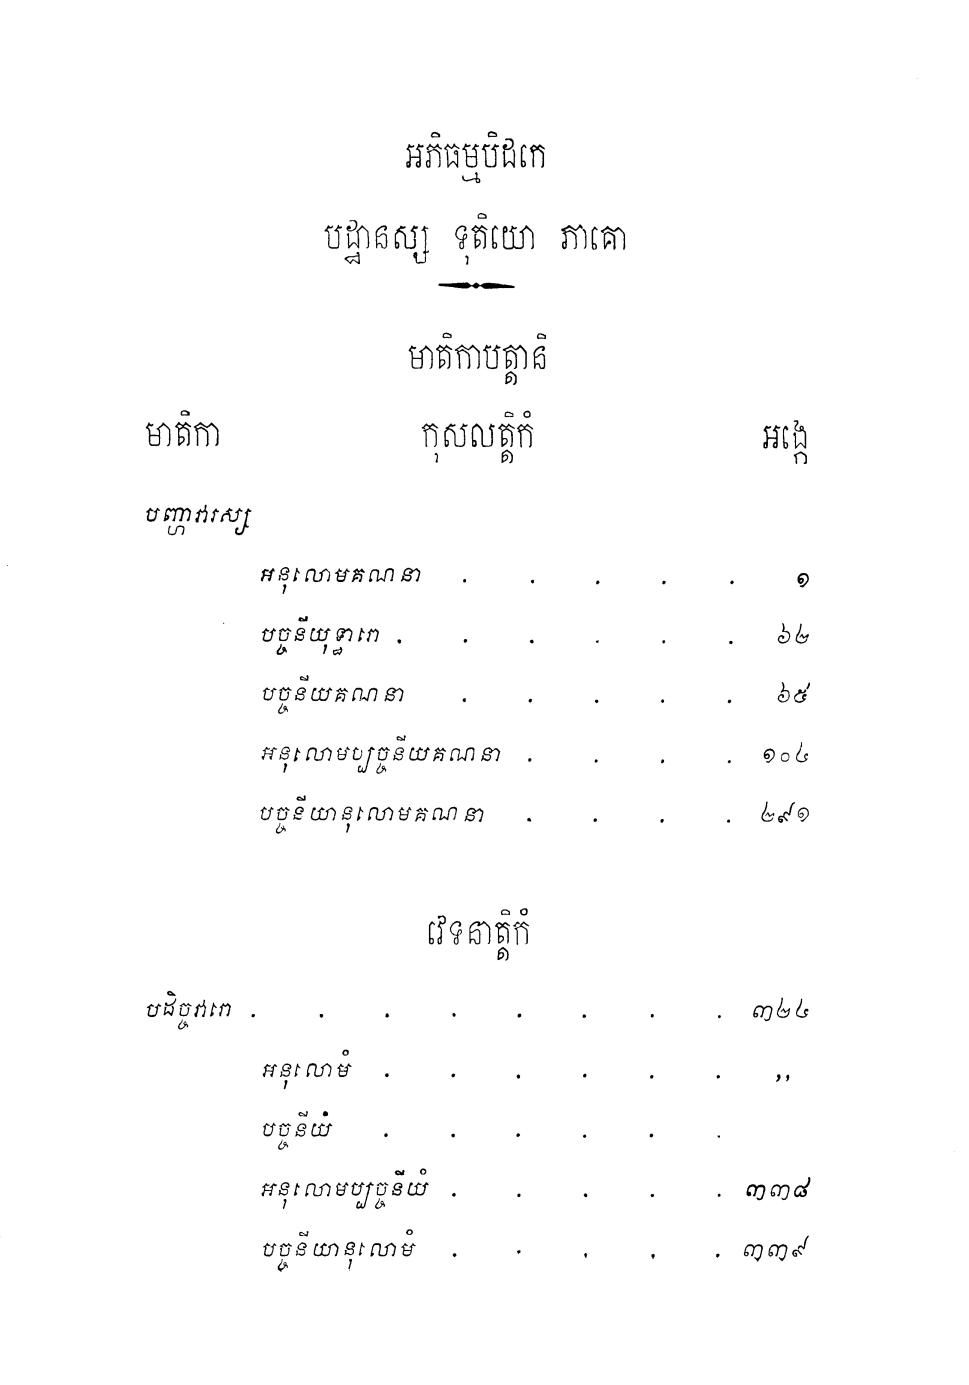 អភិធម្មបិដកេ
បដ្ឋានស្ស ទុតិយោ ភាគោ
មាតិកាបត្តានិ
មាតិកា កុសលត្តិកំ អង្កេ
បញ្ហាវារស្ស
អនុលោមគណនា . . . . . ១
បច្ចនីយុទ្ធារោ . . . . . . ៦២
បច្ចនីយគណនា . . . . . ៦៥
អនុលោមប្បច្ចនីយគណនា . . . . ១០៤
បច្ចនីយានុលោមគណនា . . . . ២៩១
វេទនាត្តិកំ
បដិច្ចវារោ . . . . . . . . ៣២៤
អនុលោមំ . . . . . . ,,
បច្ចនីយំ . . . . . .
អនុលោមប្បច្ចនីយំ . . . . . ៣៣៨
បច្ចនីយានុលោមំ . . . . . ៣៣៩